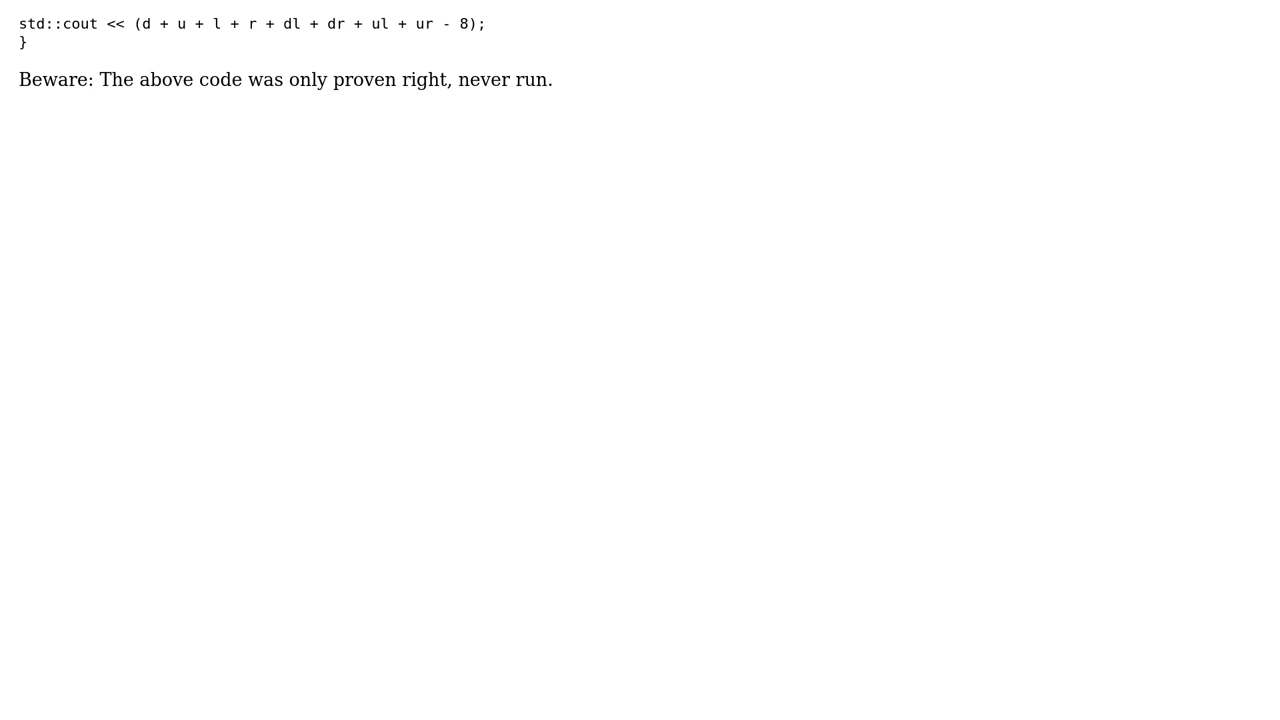 std::cout << (d + u + l + r + dl + dr + ul + ur - 8);
}
Beware: The above code was only proven right, never run.